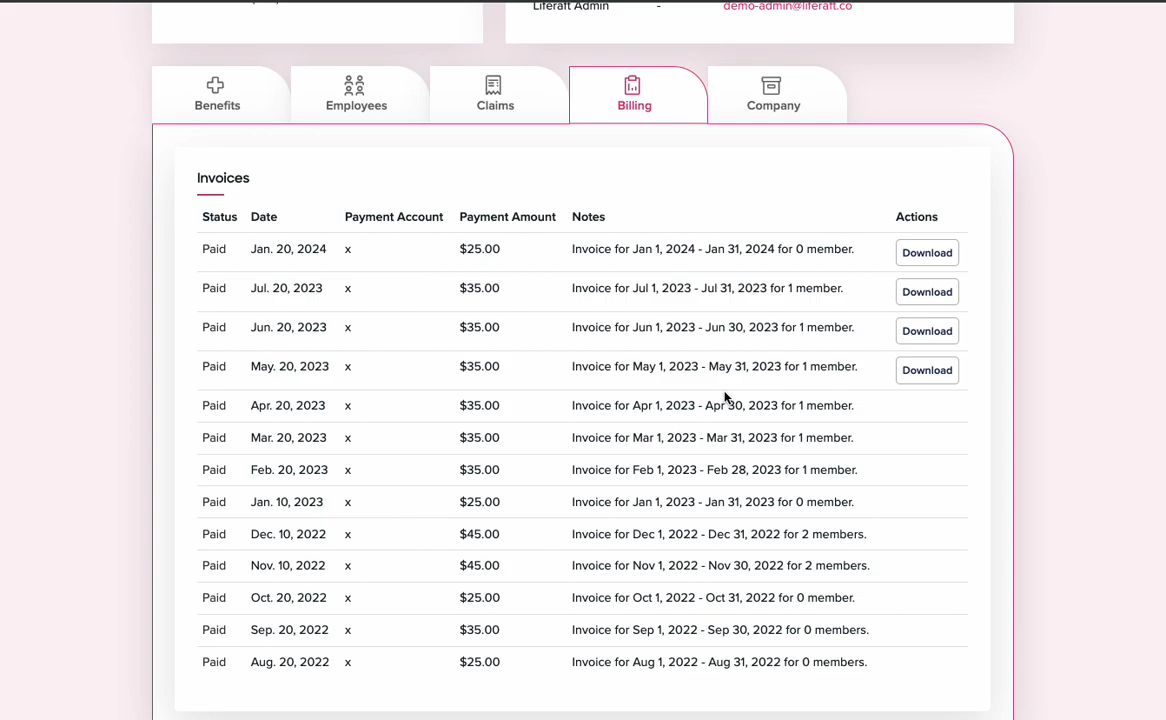 Liferaft Admin - demo-admin@liferaft.co
Benefits Employees Claims Billing Company
Invoices
Status Date Payment Account Payment Amount Notes Actions
Paid Jan. 20, 2024 x $25.00 Invoice for Jan 1, 2024 - Jan 31, 2024 for 0 member. Download
Paid Jul. 20, 2023 x $35.00 Invoice for Jul 1, 2023 - Jul 31, 2023 for 1 member. Download
Paid Jun. 20, 2023 x $35.00 Invoice for Jun 1, 2023 - Jun 30, 2023 for 1 member. Download
Paid May. 20, 2023 x $35.00 Invoice for May 1, 2023 - May 31, 2023 for 1 member. Download
Paid Apr. 20, 2023 x $35.00 Invoice for Apr 1, 2023 - Apr 30, 2023 for 1 member.
Paid Mar. 20, 2023 x $35.00 Invoice for Mar 1, 2023 - Mar 31, 2023 for 1 member.
Paid Feb. 20, 2023 x $35.00 Invoice for Feb 1, 2023 - Feb 28, 2023 for 1 member.
Paid Jan. 10, 2023 x $25.00 Invoice for Jan 1, 2023 - Jan 31, 2023 for 0 member.
Paid Dec. 10, 2022 x $45.00 Invoice for Dec 1, 2022 - Dec 31, 2022 for 2 members.
Paid Nov. 10, 2022 x $45.00 Invoice for Nov 1, 2022 - Nov 30, 2022 for 2 members.
Paid Oct. 20, 2022 x $25.00 Invoice for Oct 1, 2022 - Oct 31, 2022 for 0 member.
Paid Sep. 20, 2022 x $35.00 Invoice for Sep 1, 2022 - Sep 30, 2022 for 0 members.
Paid Aug. 20, 2022 x $25.00 Invoice for Aug 1, 2022 - Aug 31, 2022 for 0 members.